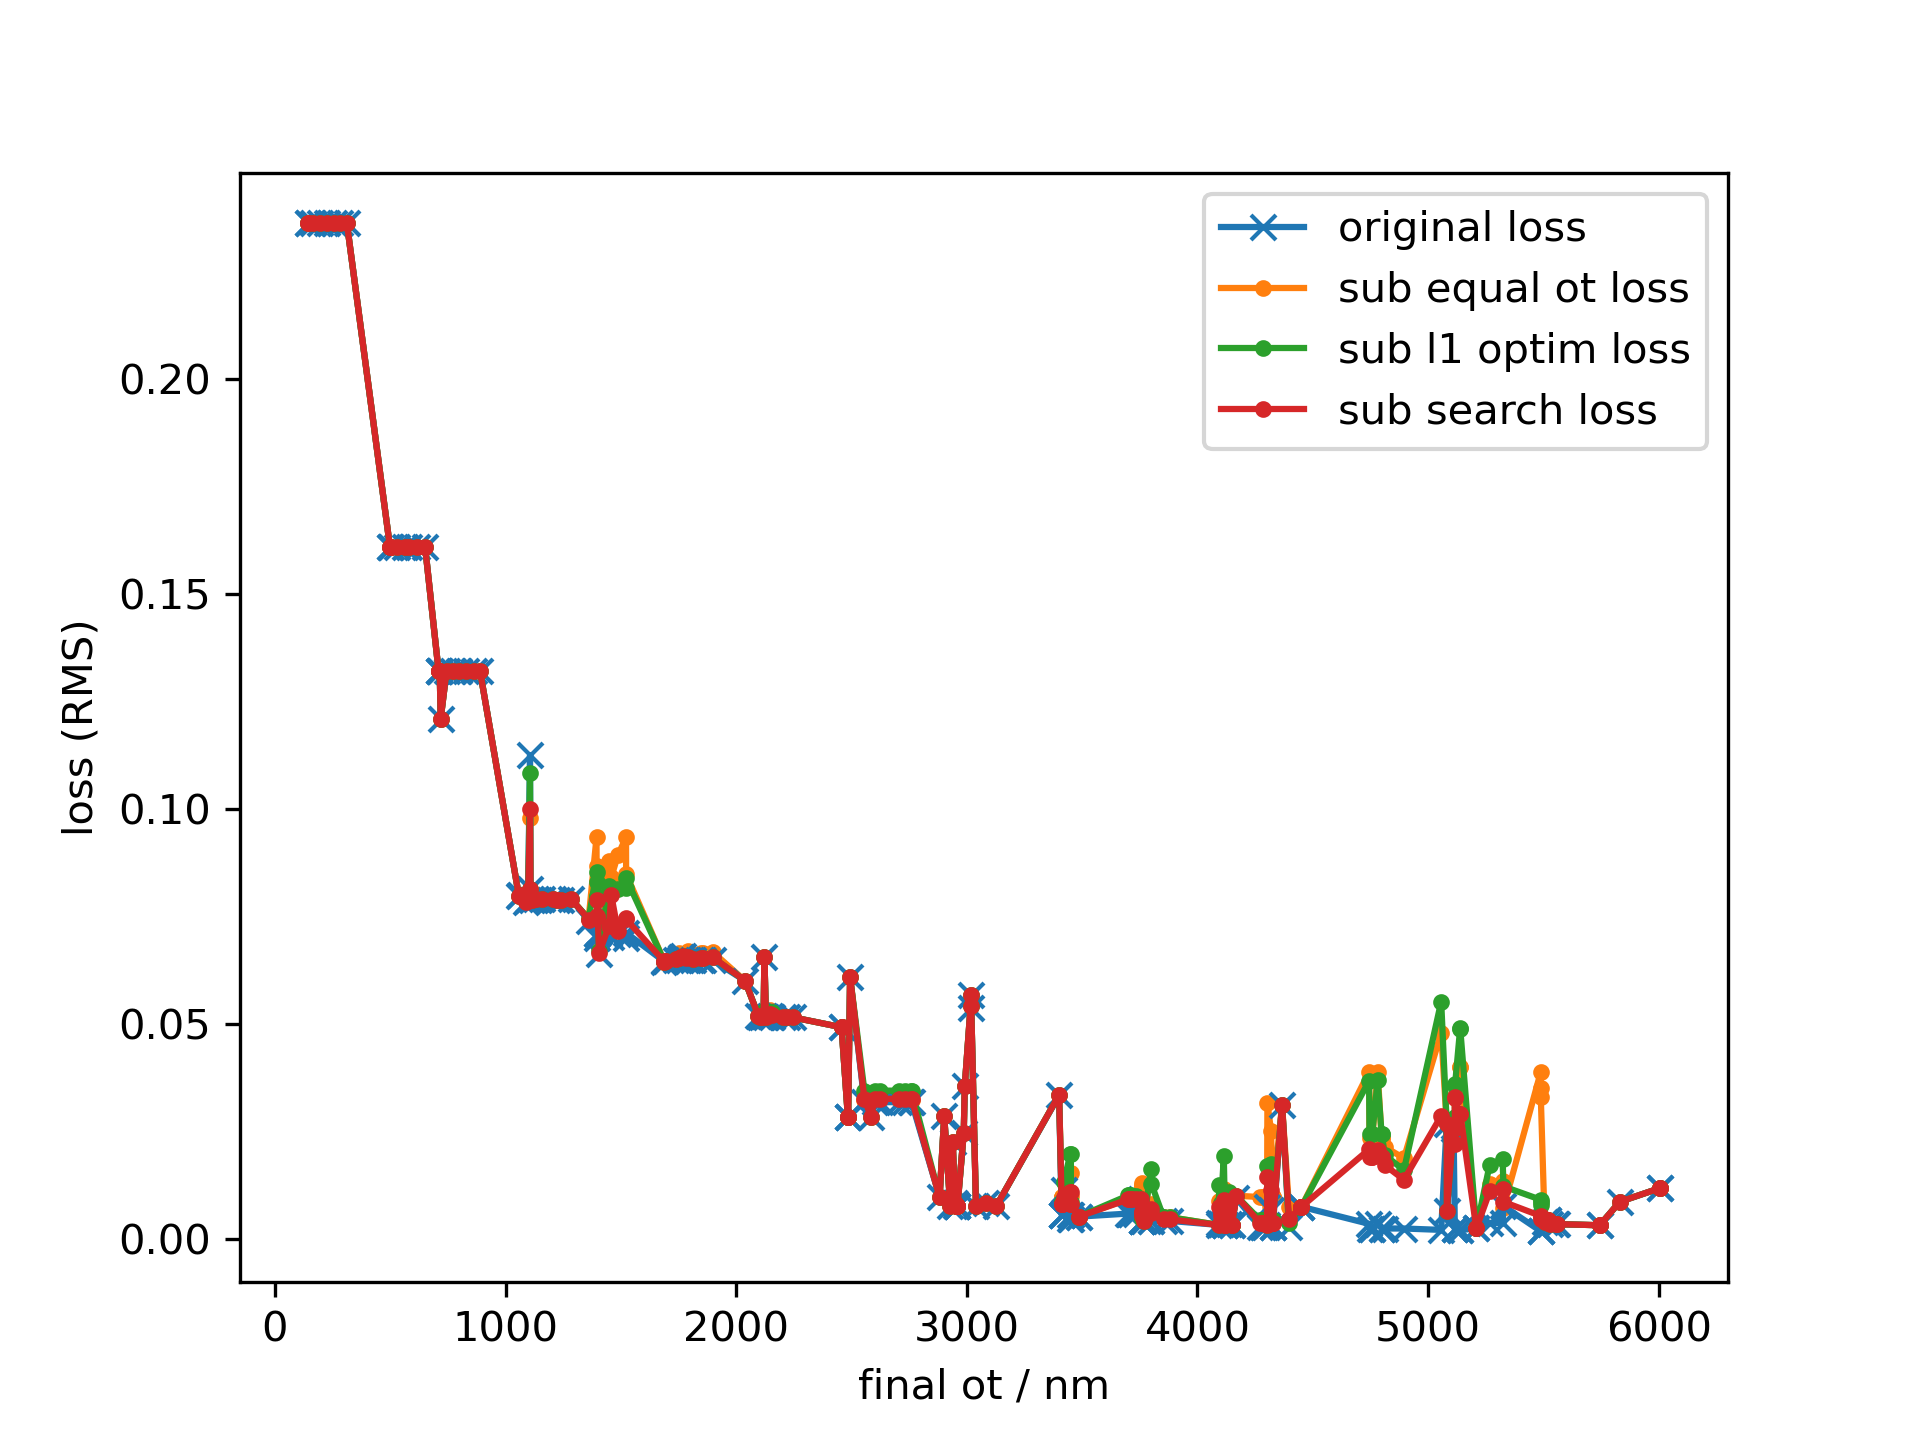 original loss
sub equal ot loss
sub l1 optim loss
sub search loss
0.20
0.15
0.10
0.05
0.00
loss (RMS)
0 1000 2000 3000 4000 5000 6000
final ot / nm